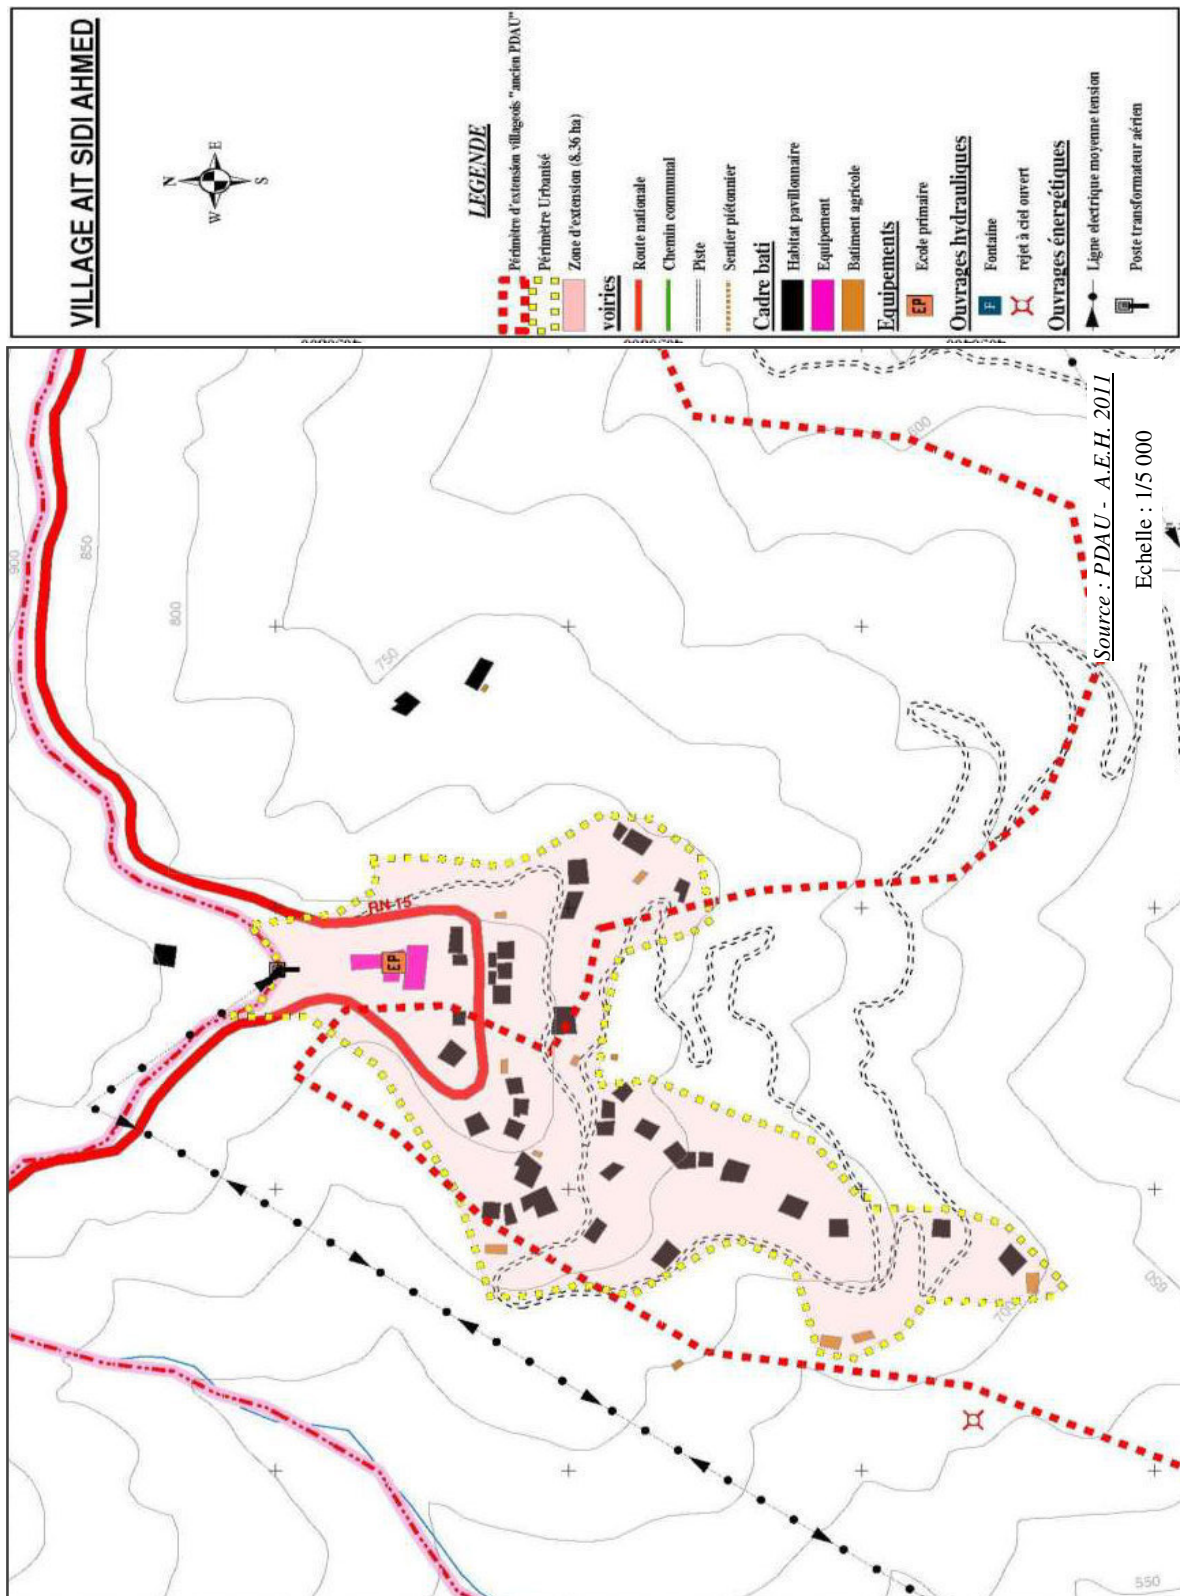 VILLAGE AIT SIDI AHMED
N
W
E
S
LEGENDE
Périmètre d'extension villageois "ancien PDAU"
Périmètre Urbanisé
Zone d'extension (8.36 ha)
voiries
Route nationale
Chemin communal
Piste
Sentier piétonnier
Cadre bati
Habitat pavillonnaire
Equipement
Batiment agricole
Equipements
EP Ecole primaire
Ouvrages hydrauliques
F Fontaine
rejet à ciel ouvert
Ouvrages énergétiques
Ligne electrique moyenne tension
Poste transformateur aérien
900
850
800
750
600
RN 15
EP
700
650
550
Source : PDAU - A.E.H. 2011
Echelle : 1/5 000